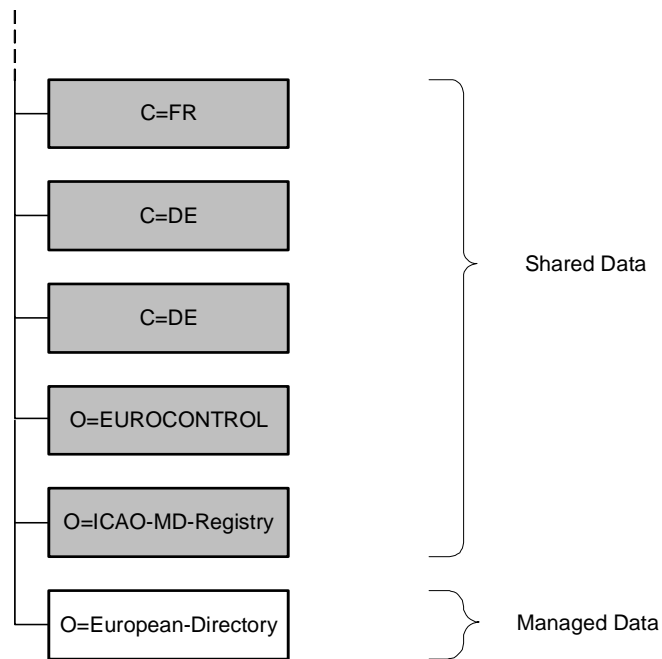 C=FR
C=DE
C=DE
Shared Data
O=EUROCONTROL
O=ICAO-MD-Registry
O=European-Directory
Managed Data